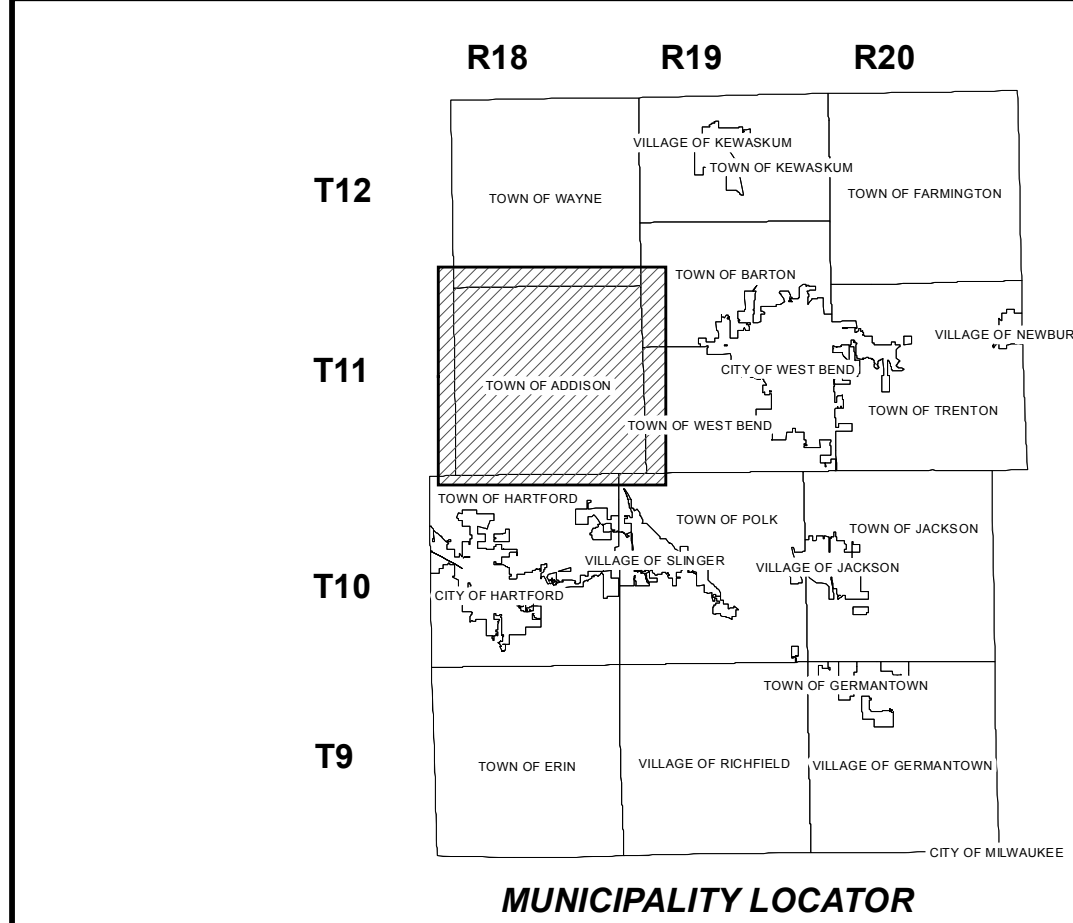 R18 R19 R20
T12
VILLAGE OF KEWASKUM
TOWN OF KEWASKUM
TOWN OF WAYNE
TOWN OF FARMINGTON
TOWN OF BARTON
T11
VILLAGE OF NEWBUR
CITY OF WEST BEND
TOWN OF ADDISON
TOWN OF TRENTON
TOWN OF WEST BEND
T10
TOWN OF HARTFORD
TOWN OF POLK
TOWN OF JACKSON
VILLAGE OF SLINGER
VILLAGE OF JACKSON
CITY OF HARTFORD
T9
TOWN OF GERMANTOWN
TOWN OF ERIN
VILLAGE OF RICHFIELD
VILLAGE OF GERMANTOWN
CITY OF MILWAUKEE
MUNICIPALITY LOCATOR